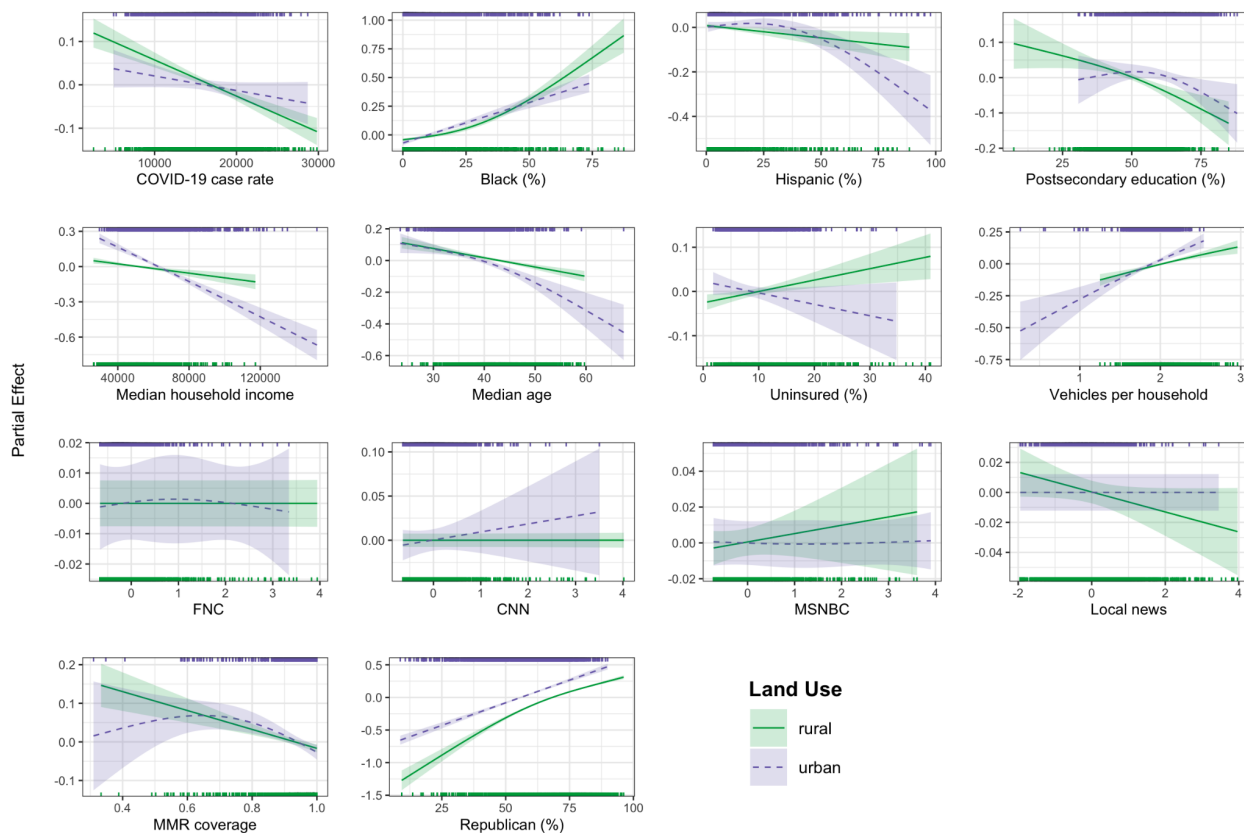 Partial Effect
0.1
0.0
-0.1
10000 20000 30000
COVID-19 case rate
1.00
0.75
0.50
0.25
0.00
0 25 50 75
Black (%)
0.0
-0.2
-0.4
0 25 50 75 100
Hispanic (%)
0.1
0.0
-0.1
-0.2
25 50 75
Postsecondary education (%)
0.3
0.0
-0.3
-0.6
40000 80000 120000
Median household income
0.2
0.0
-0.2
-0.4
-0.6
30 40 50 60
Median age
0.1
0.0
-0.1
0 10 20 30 40
Uninsured (%)
0.25
0.00
-0.25
-0.50
-0.75
1 2 3
Vehicles per household
0.02
0.01
0.00
-0.01
-0.02
0 1 2 3 4
FNC
0.10
0.05
0.00
0 1 2 3 4
CNN
0.04
0.02
0.00
-0.02
0 1 2 3 4
MSNBC
0.02
0.00
-0.02
-0.04
-2 0 2 4
Local news
0.2
0.1
0.0
-0.1
0.4 0.6 0.8 1.0
MMR coverage
0.5
0.0
-0.5
-1.0
-1.5
25 50 75 100
Republican (%)
Land Use
rural
urban